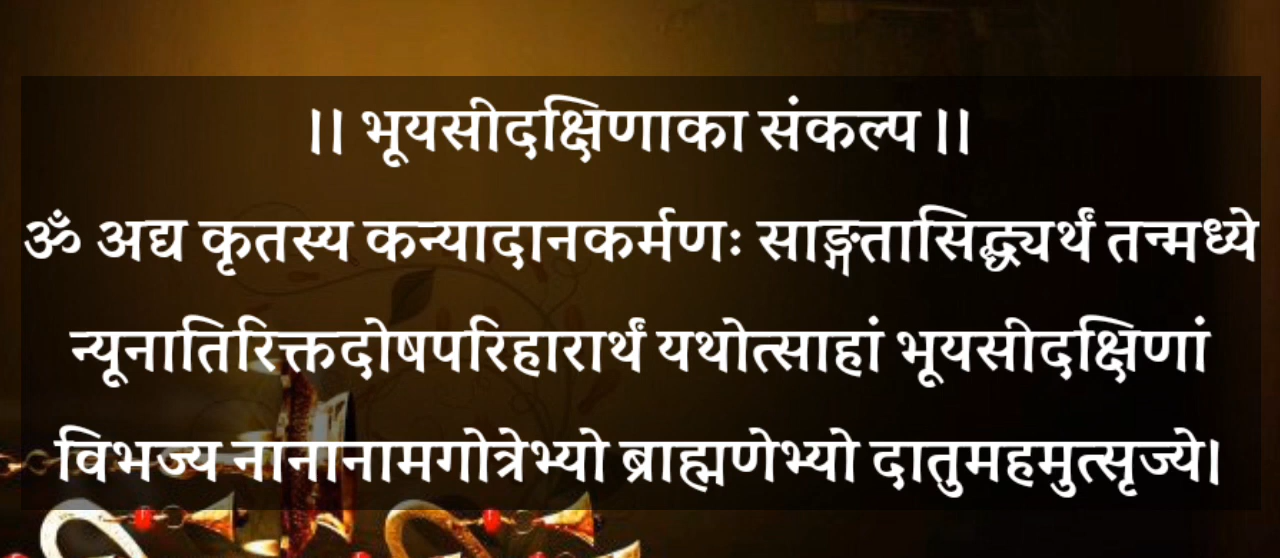 ।। भूयसीदक्षिणाका संकल्प ।।
ॐ अद्य कृतस्य कन्यादानकर्मणः साङ्गतासिद्ध्यर्थं तन्मध्ये
न्यूनातिरिक्तदोषपरिहारार्थं यथोत्साहां भूयसीदक्षिणां
विभज्य नानानामगोत्रेभ्यो ब्राह्मणेभ्यो दातुमहमुत्सृज्ये।